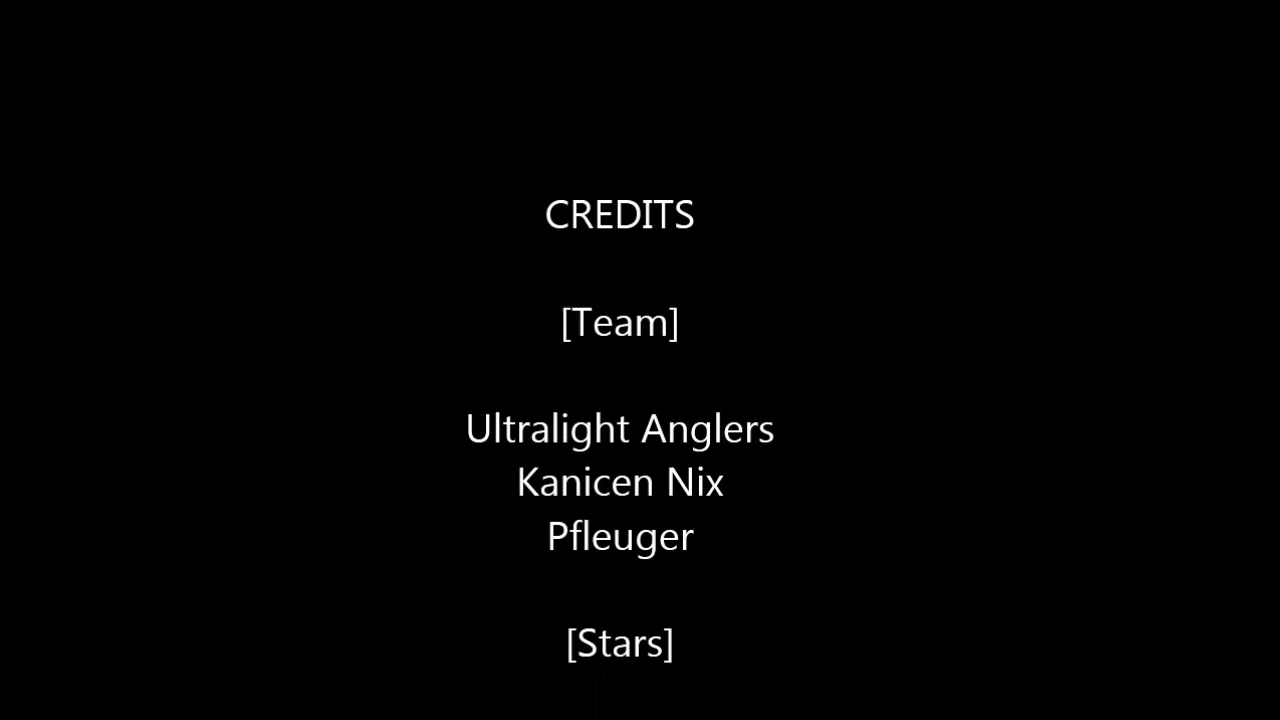 CREDITS
[Team]
Ultralight Anglers
Kanicen Nix
Pfleuger
[Stars]